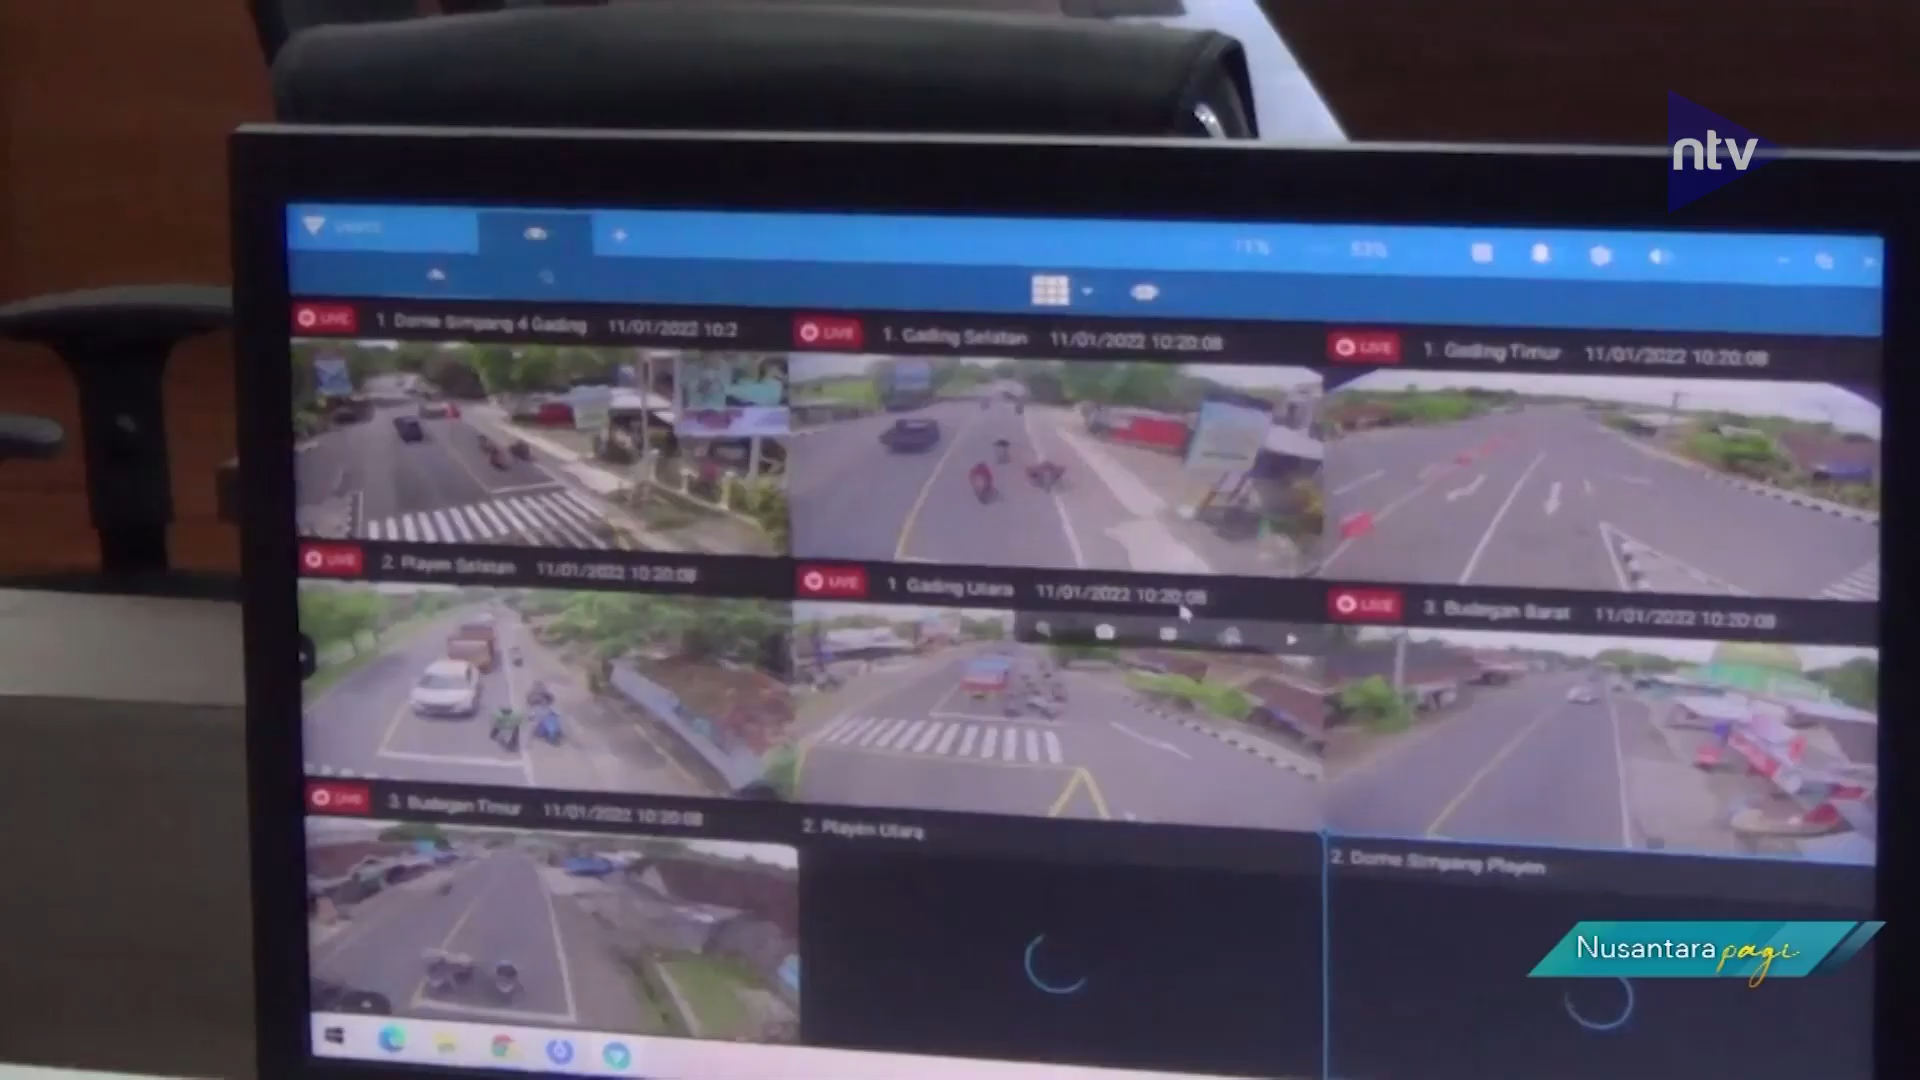 ntv
71% 53%
LIVE 1. Dome Simpang 4 Gading 11/01/2022 10:2
LIVE 1. Gading Selatan 11/01/2022 10:20:08
LIVE 1. Gading Timur 11/01/2022 10:20:08
LIVE 2. Playen Selatan 11/01/2022 10:20:08
LIVE 1. Gading Utara 11/01/2022 10:20:08
LIVE 3. Budegan Barat 11/01/2022 10:20:08
LIVE 3. Budegan Timur 11/01/2022 10:20:08
2. Playen Utara
2. Dome Simpang Playen
Nusantara pagi